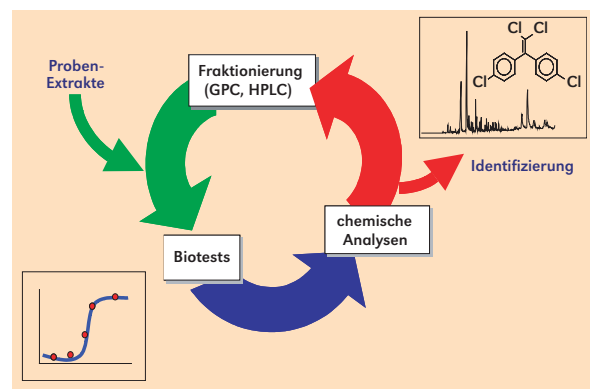 Proben-
Extrakte
Fraktionierung
(GPC, HPLC)
Cl Cl
Cl
Cl
Identifizierung
chemische
Analysen
Biotests